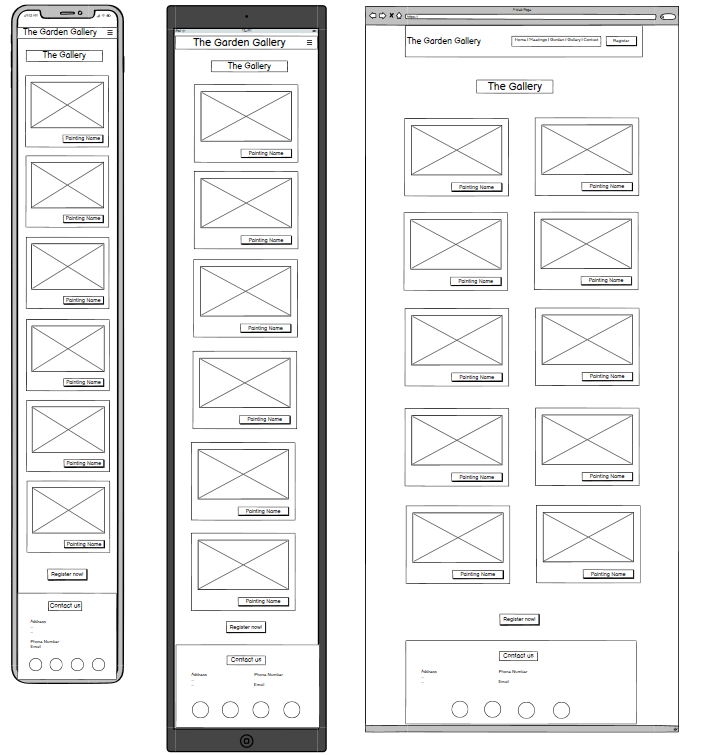 The Garden Gallery
The Gallery
Painting Name
Painting Name
Painting Name
Painting Name
Painting Name
Painting Name
Register now!
Contact us
Address
Phone Number
Email
The Garden Gallery
The Gallery
Painting Name
Painting Name
Painting Name
Painting Name
Painting Name
Painting Name
Register now!
Contact us
Address Phone Number
Email
A Web Page
https://
The Garden Gallery Home | Meetings | Garden | Gallery | Contact Register
The Gallery
Painting Name Painting Name
Painting Name Painting Name
Painting Name Painting Name
Painting Name Painting Name
Painting Name Painting Name
Register now!
Contact us
Address Phone Number
Email